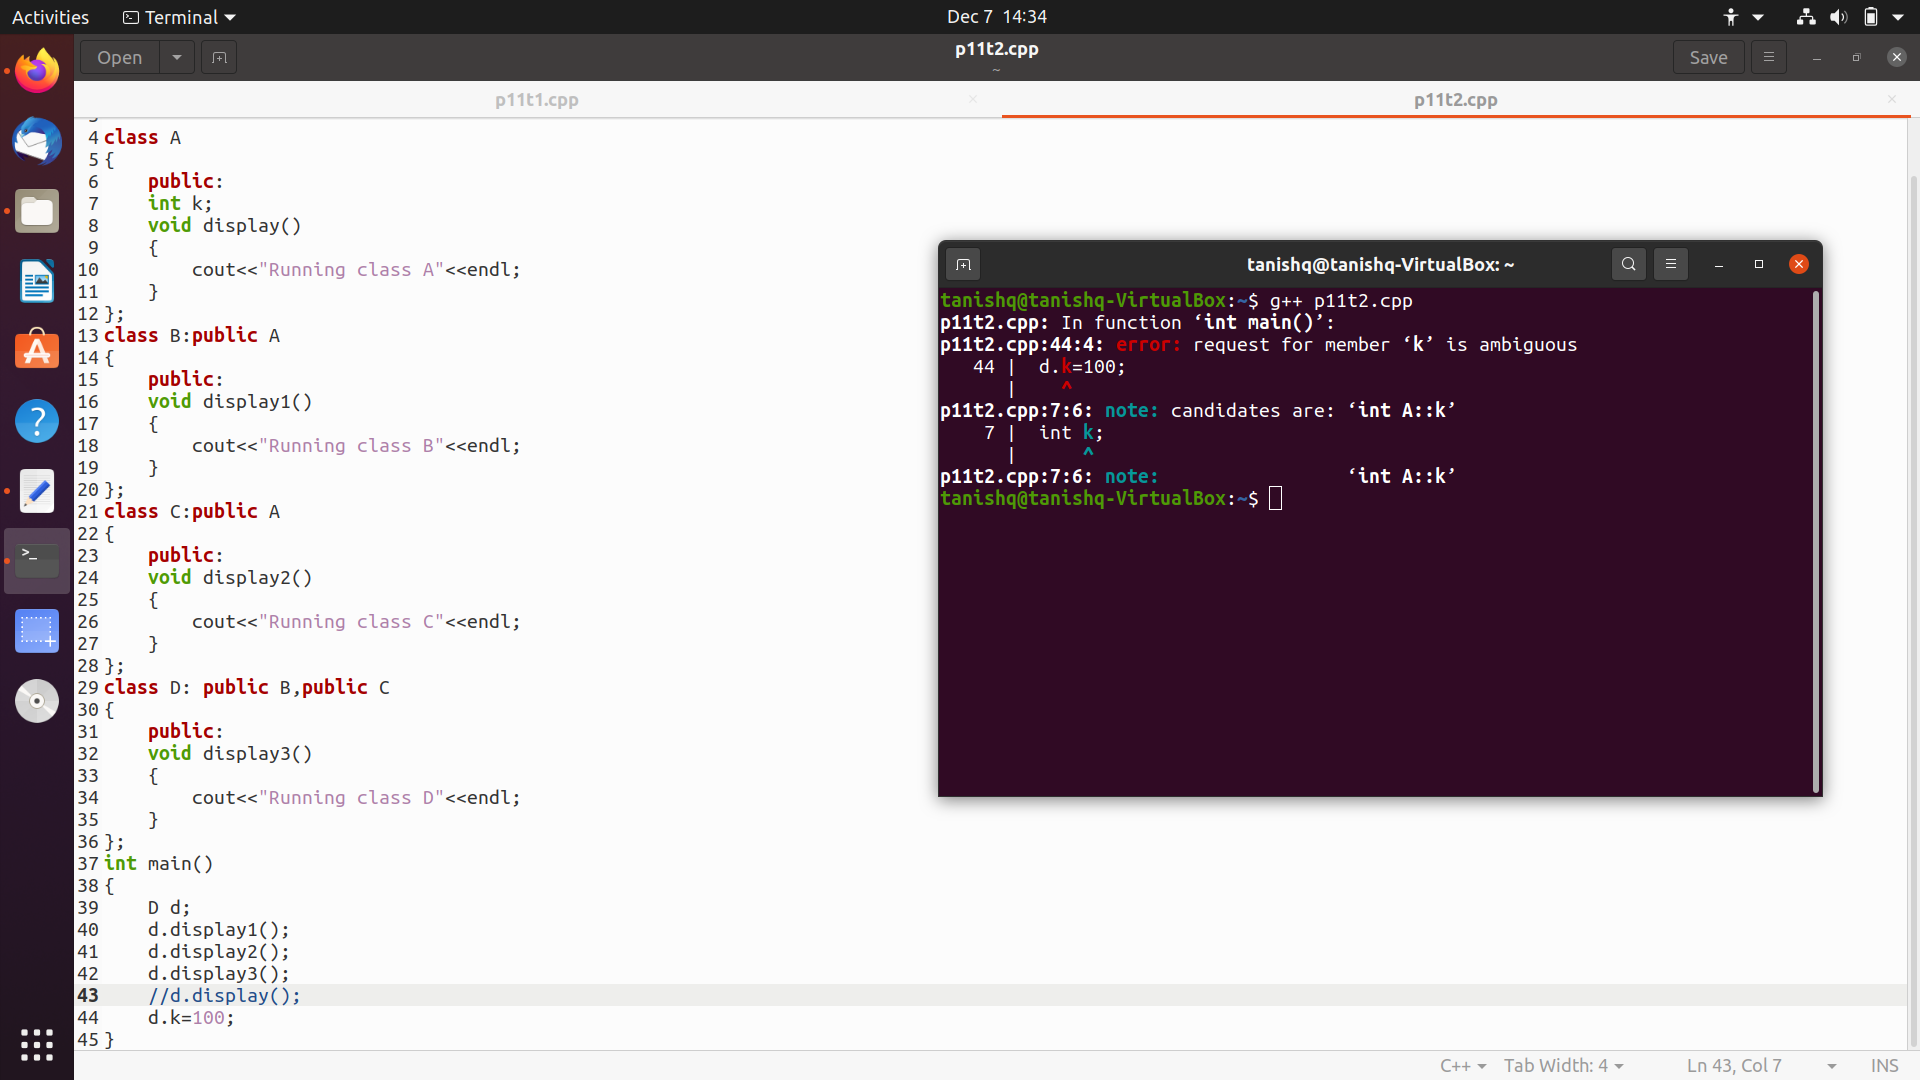 Activities
Terminal
Dec 7 14:34
Open
p11t2.cpp
~
Save
p11t1.cpp
p11t2.cpp
4 class A
5 {
6 public:
7 int k;
8 void display()
9 {
10 cout<<"Running class A"<<endl;
11 }
12 };
13 class B:public A
14 {
15 public:
16 void display1()
17 {
18 cout<<"Running class B"<<endl;
19 }
20 };
21 class C:public A
22 {
23 public:
24 void display2()
25 {
26 cout<<"Running class C"<<endl;
27 }
28 };
29 class D: public B,public C
30 {
31 public:
32 void display3()
33 {
34 cout<<"Running class D"<<endl;
35 }
36 };
37 int main()
38 {
39 D d;
40 d.display1();
41 d.display2();
42 d.display3();
43 //d.display();
44 d.k=100;
45 }
tanishq@tanishq-VirtualBox: ~
tanishq@tanishq-VirtualBox:~$ g++ p11t2.cpp
p11t2.cpp: In function ‘int main()’:
p11t2.cpp:44:4: error: request for member ‘k’ is ambiguous
44 | d.k=100;
| ^
p11t2.cpp:7:6: note: candidates are: ‘int A::k’
7 | int k;
| ^
p11t2.cpp:7:6: note: ‘int A::k’
tanishq@tanishq-VirtualBox:~$
C++
Tab Width: 4
Ln 43, Col 7
INS